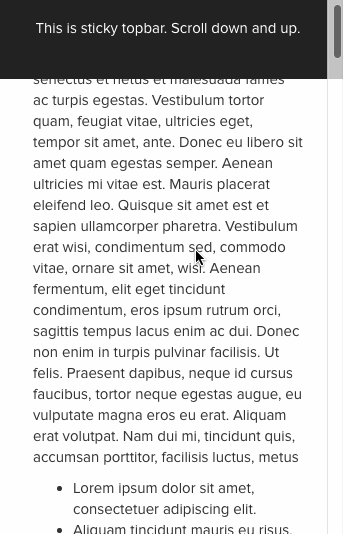 This is sticky topbar. Scroll down and up.
senectus et netus et malesuada fames
ac turpis egestas. Vestibulum tortor
quam, feugiat vitae, ultricies eget,
tempor sit amet, ante. Donec eu libero sit
amet quam egestas semper. Aenean
ultricies mi vitae est. Mauris placerat
eleifend leo. Quisque sit amet est et
sapien ullamcorper pharetra. Vestibulum
erat wisi, condimentum sed, commodo
vitae, ornare sit amet, wisi. Aenean
fermentum, elit eget tincidunt
condimentum, eros ipsum rutrum orci,
sagittis tempus lacus enim ac dui. Donec
non enim in turpis pulvinar facilisis. Ut
felis. Praesent dapibus, neque id cursus
faucibus, tortor neque egestas augue, eu
vulputate magna eros eu erat. Aliquam
erat volutpat. Nam dui mi, tincidunt quis,
accumsan porttitor, facilisis luctus, metus
• Lorem ipsum dolor sit amet,
consectetuer adipiscing elit.
• Aliquam tincidunt mauris eu risus.